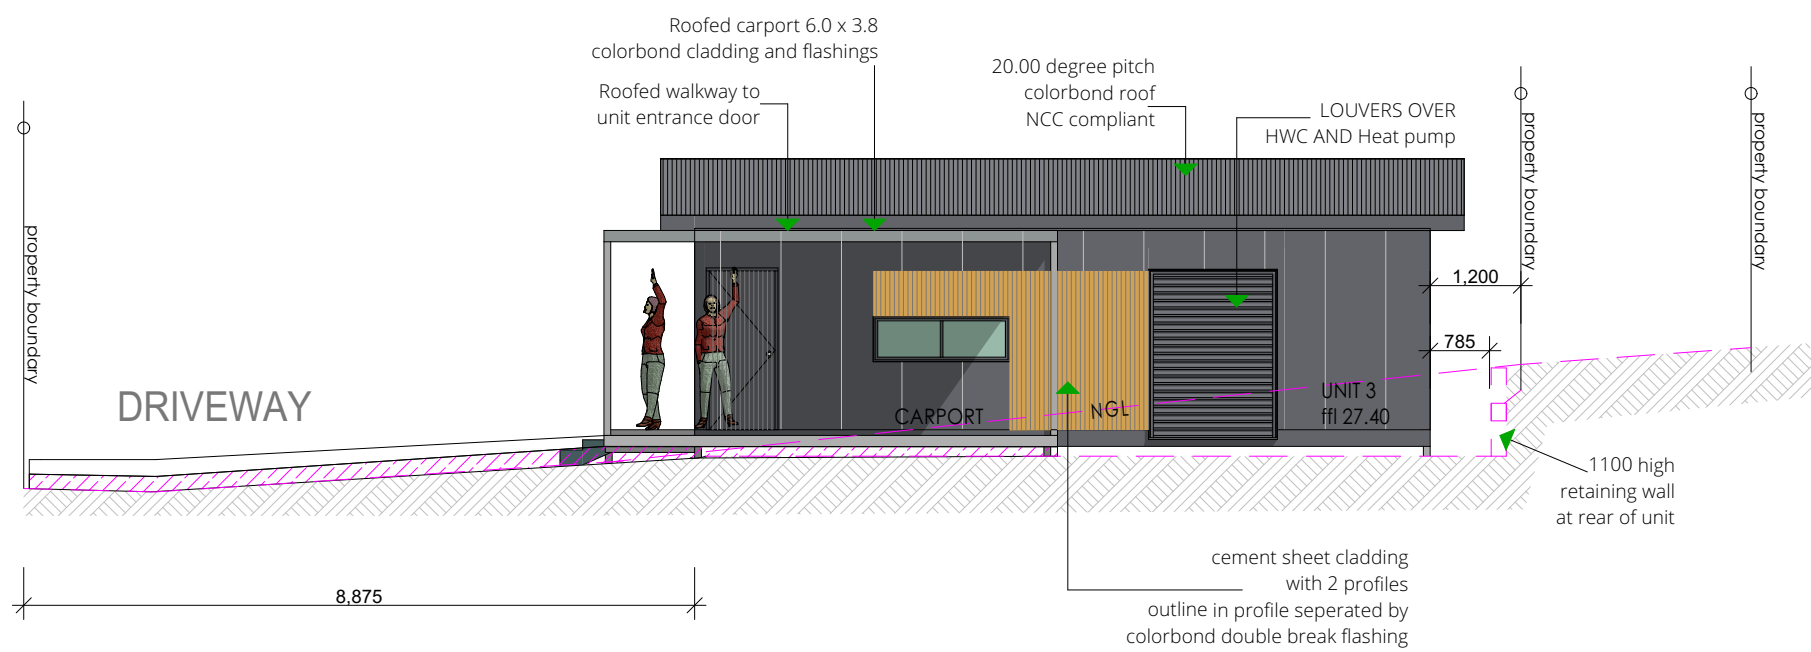 Roofed carport 6.0 x 3.8
colorbond cladding and flashings
Roofed walkway to
unit entrance door
20.00 degree pitch
colorbond roof
NCC compliant
LOUVERS OVER
HWC AND Heat pump
property boundary
property boundary
property boundary
1,200
785
DRIVEWAY
CARPORT
NGL
UNIT 3
ffl 27.40
1100 high
retaining wall
at rear of unit
8,875
cement sheet cladding
with 2 profiles
outline in profile seperated by
colorbond double break flashing